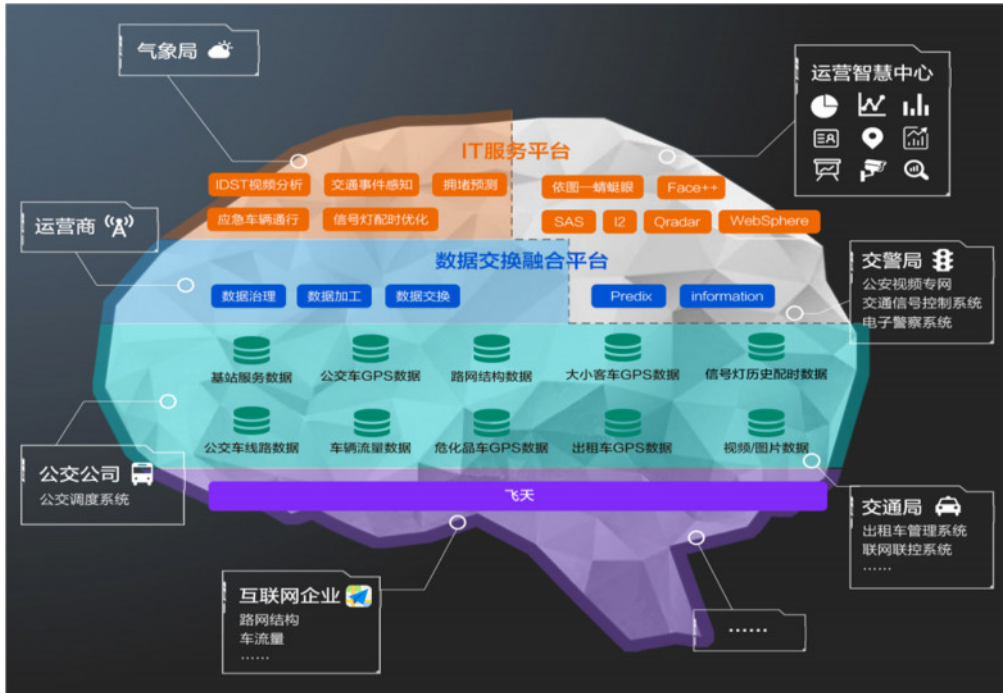 气象局
运营智慧中心
IT服务平台
IDST视频分析 交通事件感知 拥堵预测
依图—蜻蜓眼 Face++
应急车辆通行 信号灯配时优化
SAS I2 Qradar WebSphere
运营商
数据交换融合平台
数据治理 数据加工 数据交换
Predix information
交警局
公安视频专网
交通信号控制系统
电子警察系统
基站服务数据 公交车GPS数据 路网结构数据 大小客车GPS数据 信号灯历史配时数据
公交车线路数据 车辆流量数据 危化品车GPS数据 出租车GPS数据 视频/图片数据
公交公司
公交调度系统
飞天
交通局
出租车管理系统
联网联控系统
……
互联网企业
路网结构
车流量
……
……